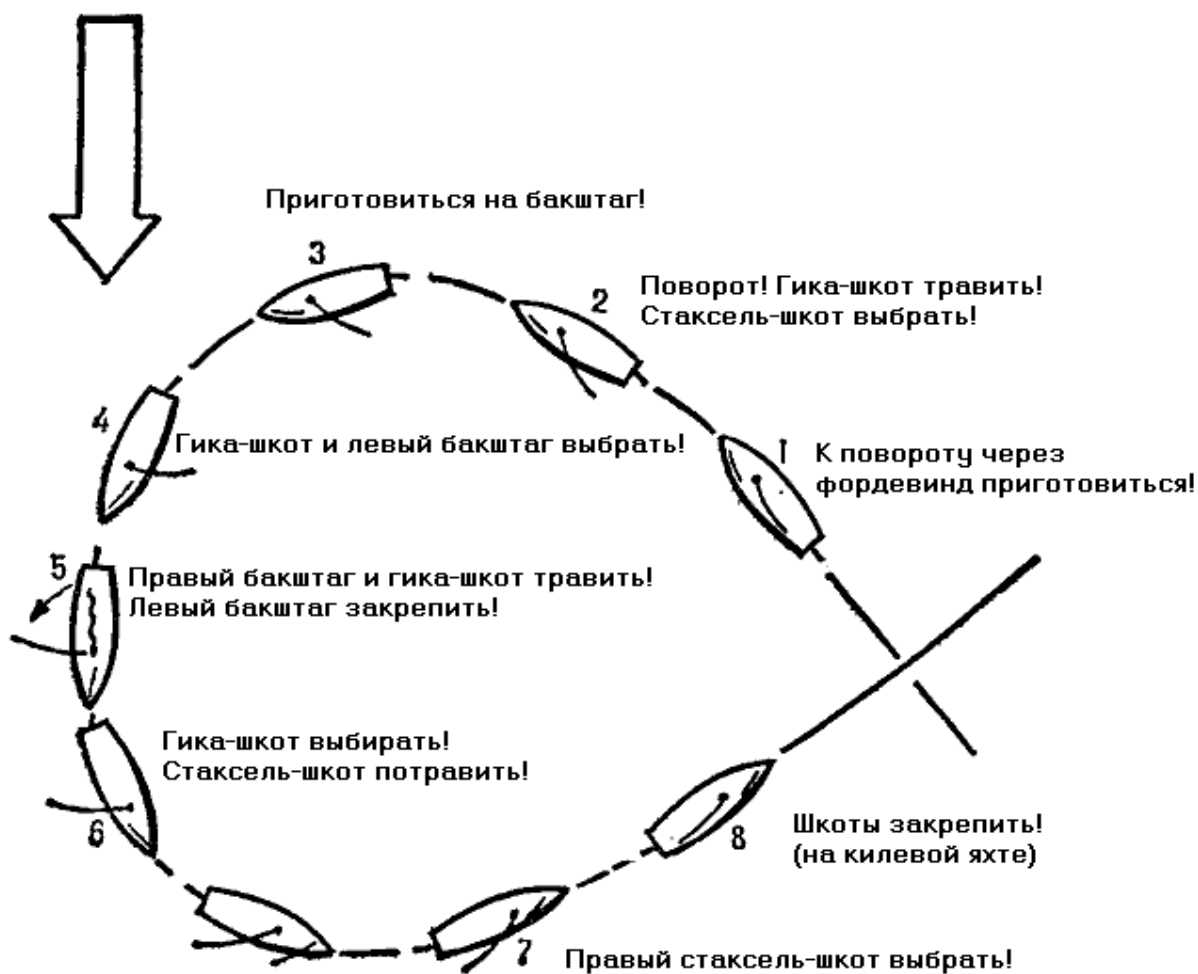 Приготовиться на бакштаг!
3
2
Поворот! Гика-шкот травить!
Стаксель-шкот выбрать!
4
Гика-шкот и левый бакштаг выбрать!
1
К повороту через
фордевинд приготовиться!
5
Правый бакштаг и гика-шкот травить!
Левый бакштаг закрепить!
Гика-шкот выбирать!
Стаксель-шкот потравить!
6
8
Шкоты закрепить!
(на килевой яхте)
7
Правый стаксель-шкот выбрать!